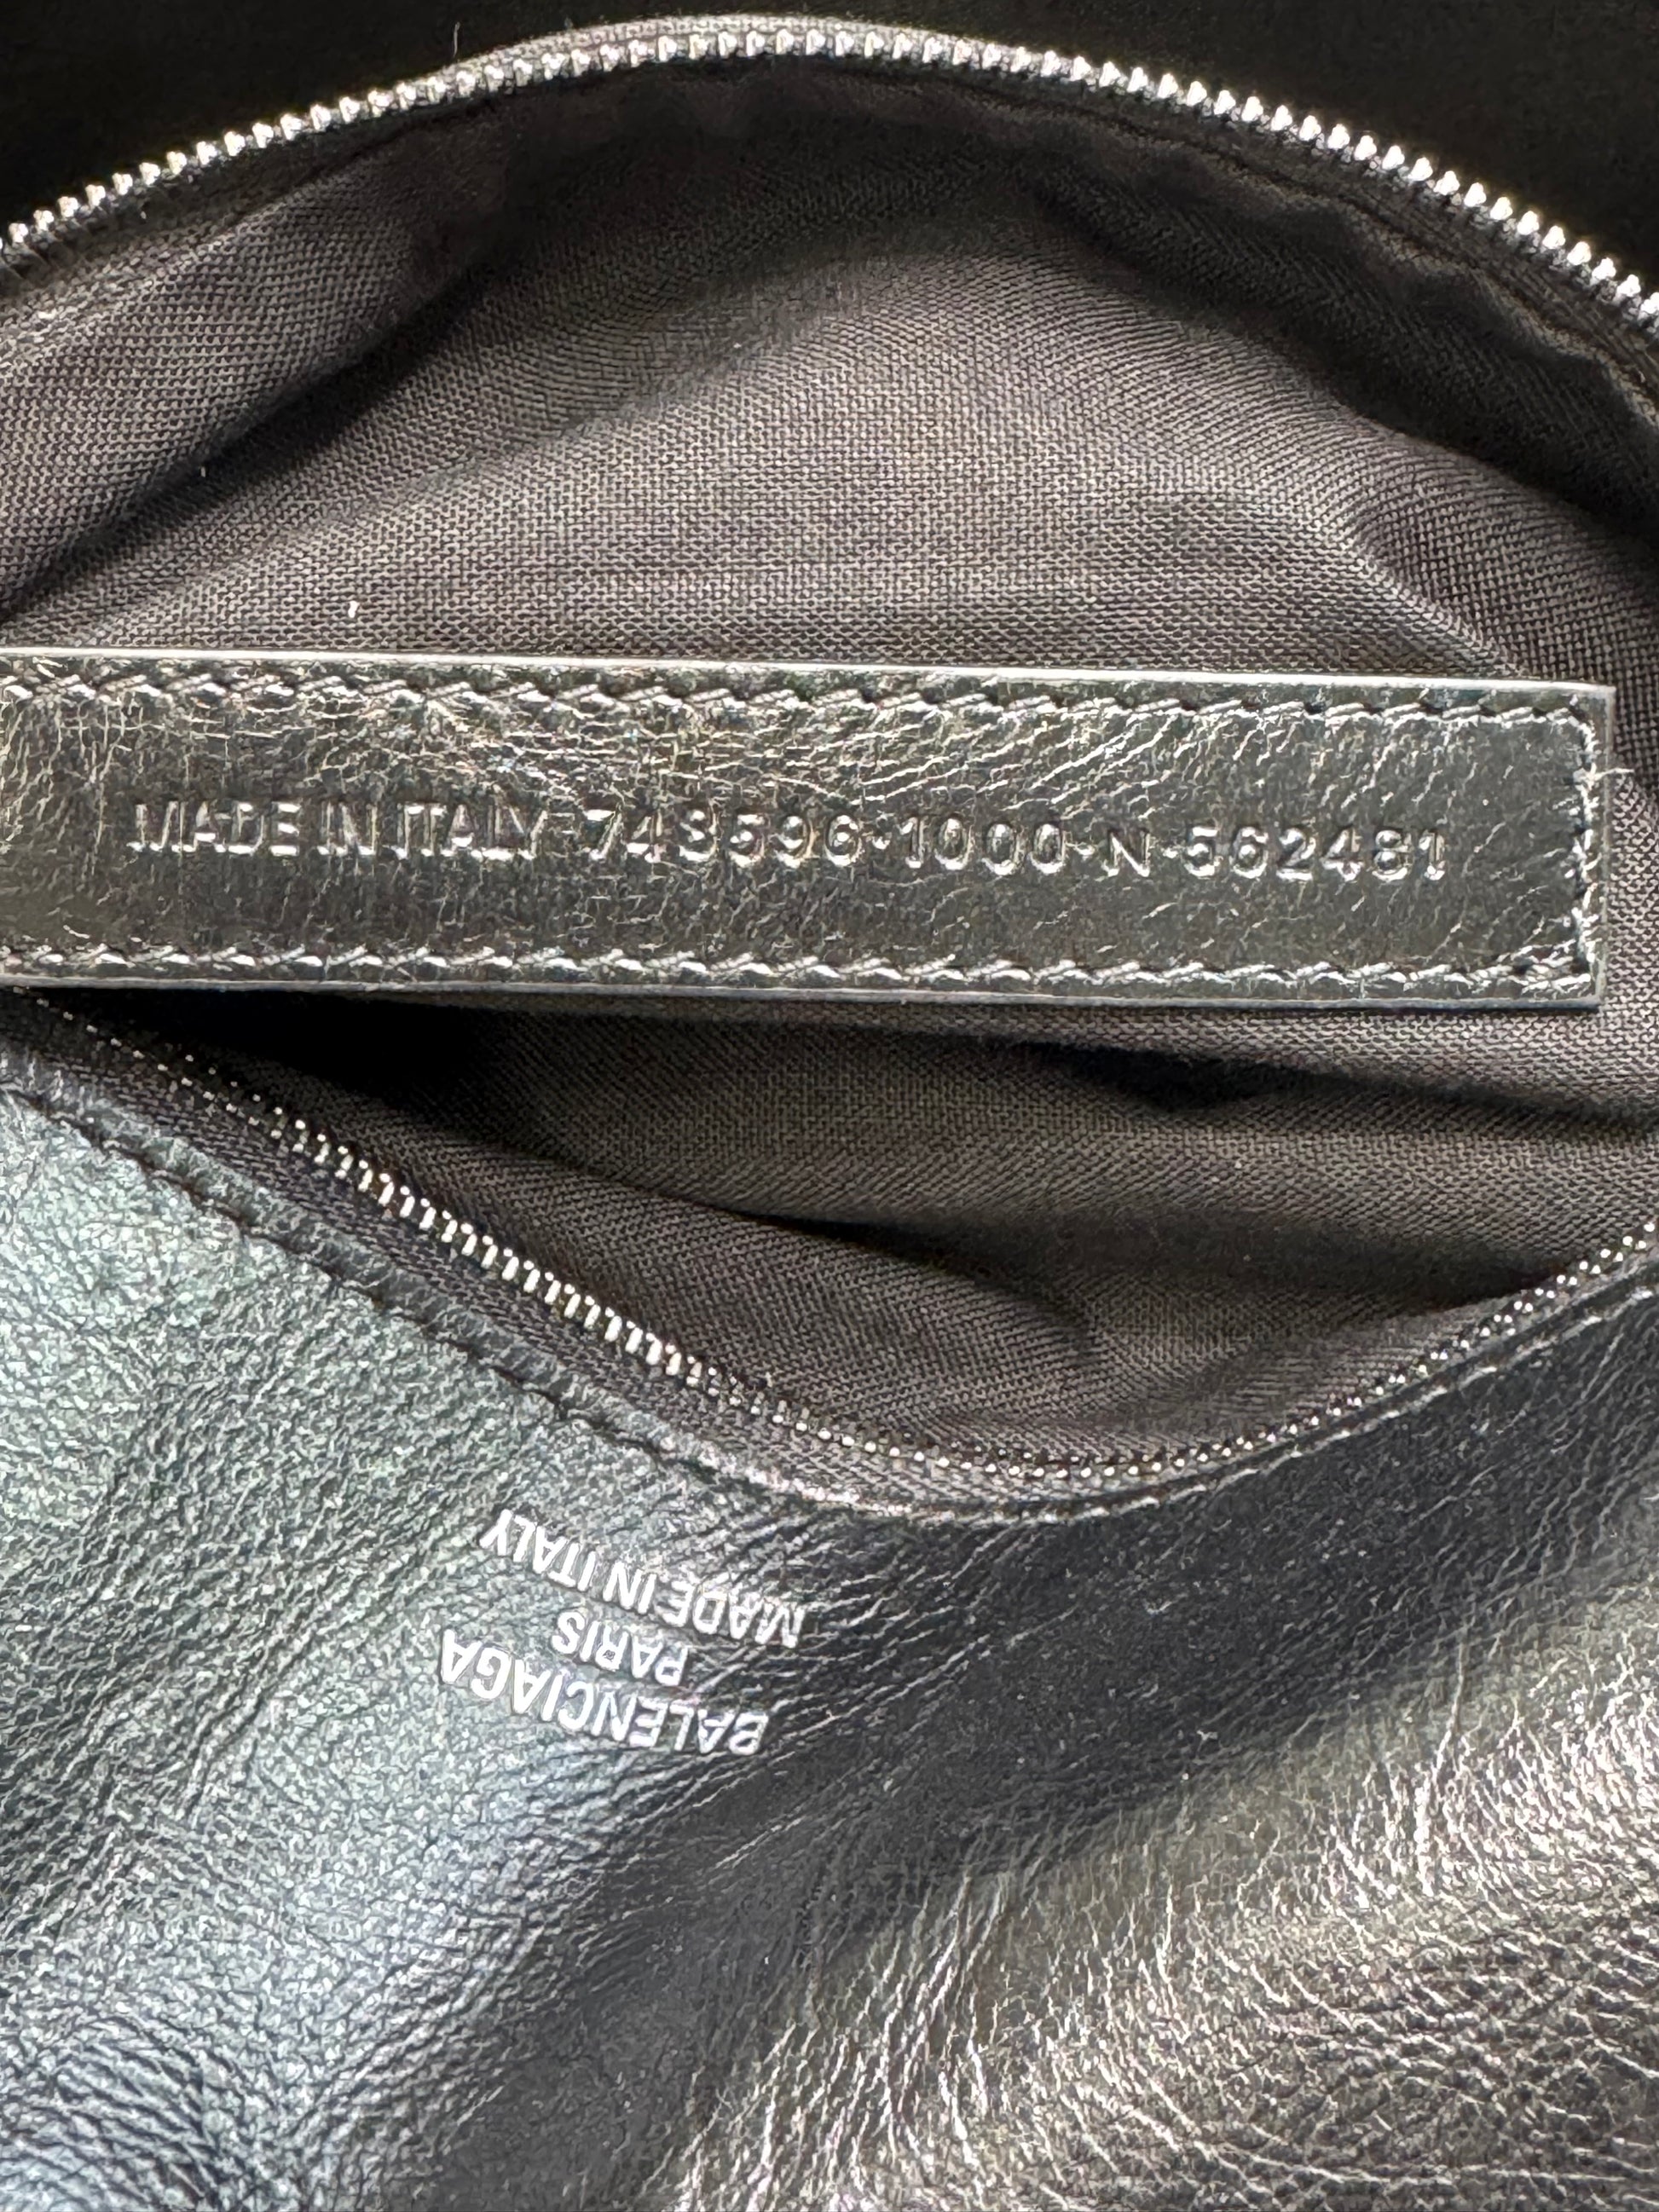 MADE IN ITALY 743596·1000·N·562481
BALENCIAGA
PARIS
MADE IN ITALY